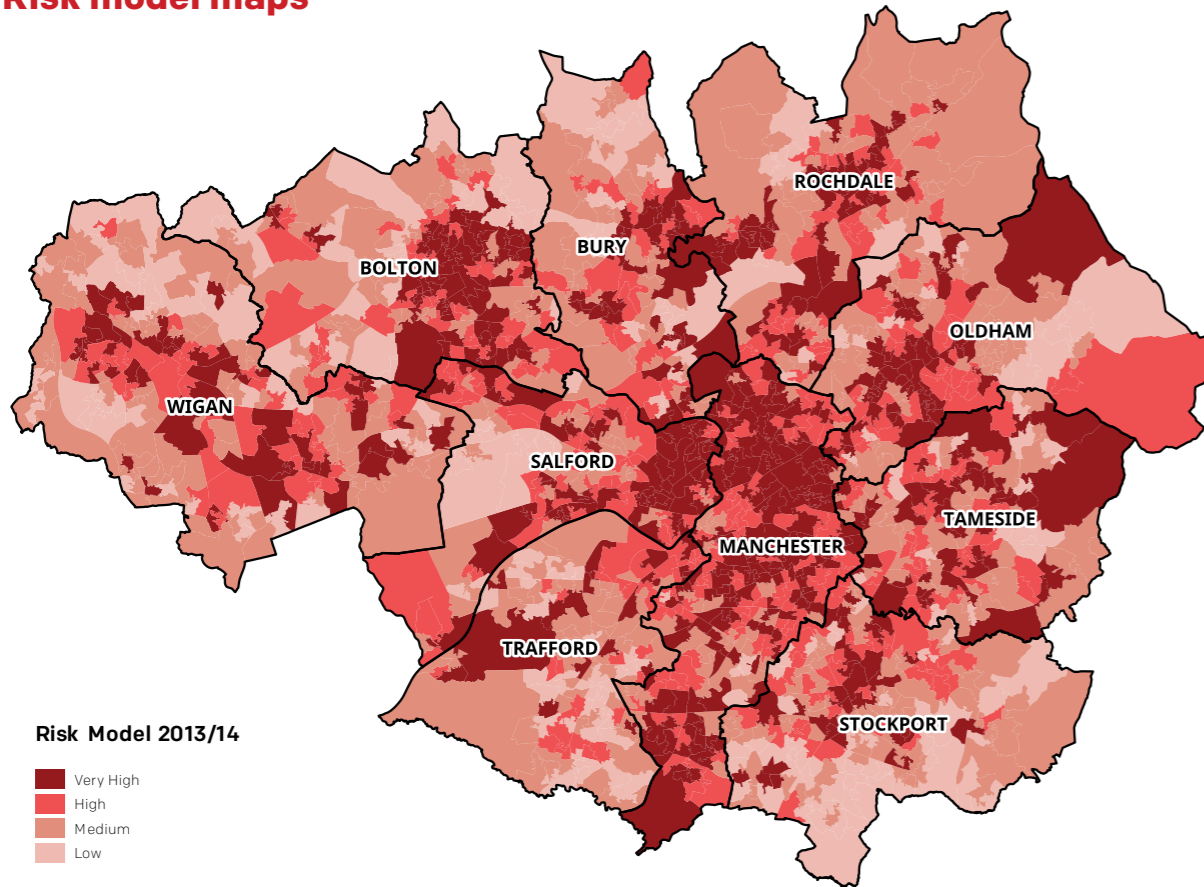 Risk model maps
ROCHDALE
BURY
BOLTON
OLDHAM
WIGAN
SALFORD
TAMESIDE
MANCHESTER
TRAFFORD
STOCKPORT
Risk Model 2013/14
Very High
High
Medium
Low